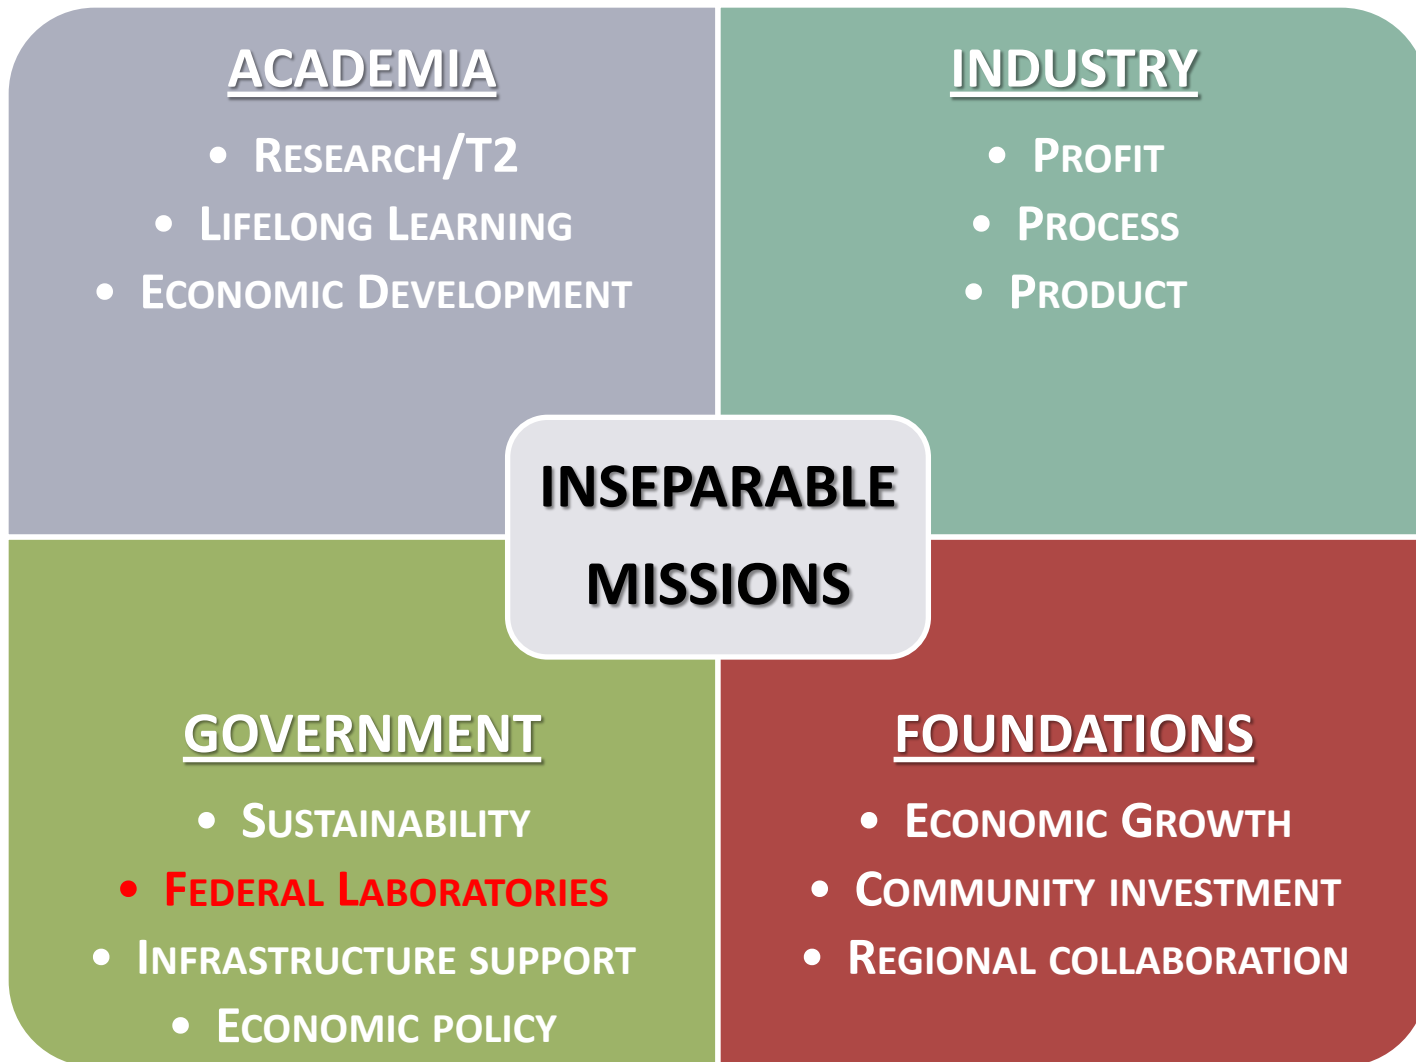 ACADEMIA
• RESEARCH/T2
• LIFELONG LEARNING
• ECONOMIC DEVELOPMENT
INDUSTRY
• PROFIT
• PROCESS
• PRODUCT
INSEPARABLE
MISSIONS
GOVERNMENT
• SUSTAINABILITY
• FEDERAL LABORATORIES
• INFRASTRUCTURE SUPPORT
• ECONOMIC POLICY
FOUNDATIONS
• ECONOMIC GROWTH
• COMMUNITY INVESTMENT
• REGIONAL COLLABORATION